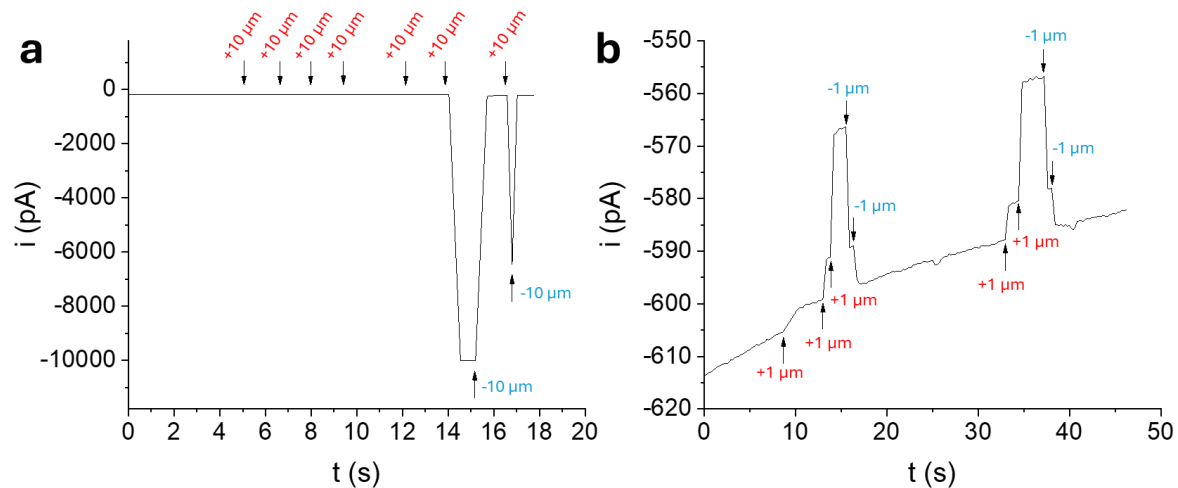 a
+10 µm
+10 µm
+10 µm
+10 µm
+10 µm
+10 µm
+10 µm
0
-2000
-4000
-6000
-8000
-10000
i (pA)
-10 µm
-10 µm
0 2 4 6 8 10 12 14 16 18 20
t (s)
b
-550
-560
-570
-580
-590
-600
-610
-620
i (pA)
-1 µm
-1 µm
-1 µm
-1 µm
+1 µm
+1 µm
+1 µm
+1 µm
+1 µm
0 10 20 30 40 50
t (s)